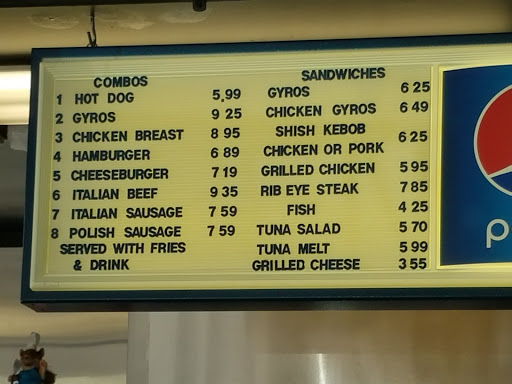 COMBOS
1 HOT DOG 5,99
2 GYROS 9 25
3 CHICKEN BREAST 8 95
4 HAMBURGER 6 89
5 CHEESEBURGER 7 19
6 ITALIAN BEEF 9 35
7 ITALIAN SAUSAGE 7 59
8 POLISH SAUSAGE 7 59
SERVED WITH FRIES
& DRINK
SANDWICHES
GYROS 6 25
CHICKEN GYROS 6 49
SHISH KEBOB
CHICKEN OR PORK 6 25
GRILLED CHICKEN 5 95
RIB EYE STEAK 7 85
FISH 4 25
TUNA SALAD 5 70
TUNA MELT 5 99
GRILLED CHEESE 3 55
p